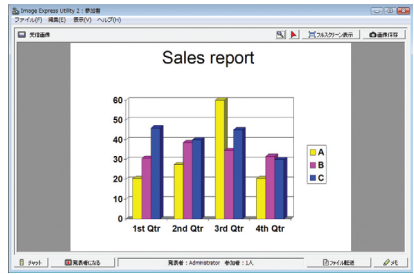 Image Express Utility 2 : 参加者
ファイル(F) 編集(E) 表示(V) ヘルプ(H)
受信画像 フルスクリーン表示 画像保存
Sales report
60
50
40
30
20
10
0
A
B
C
1st Qtr 2nd Qtr 3rd Qtr 4th Qtr
チャット 発表者になる 発表者 : Administrator 参加者 : 1人 ファイル転送 メモ